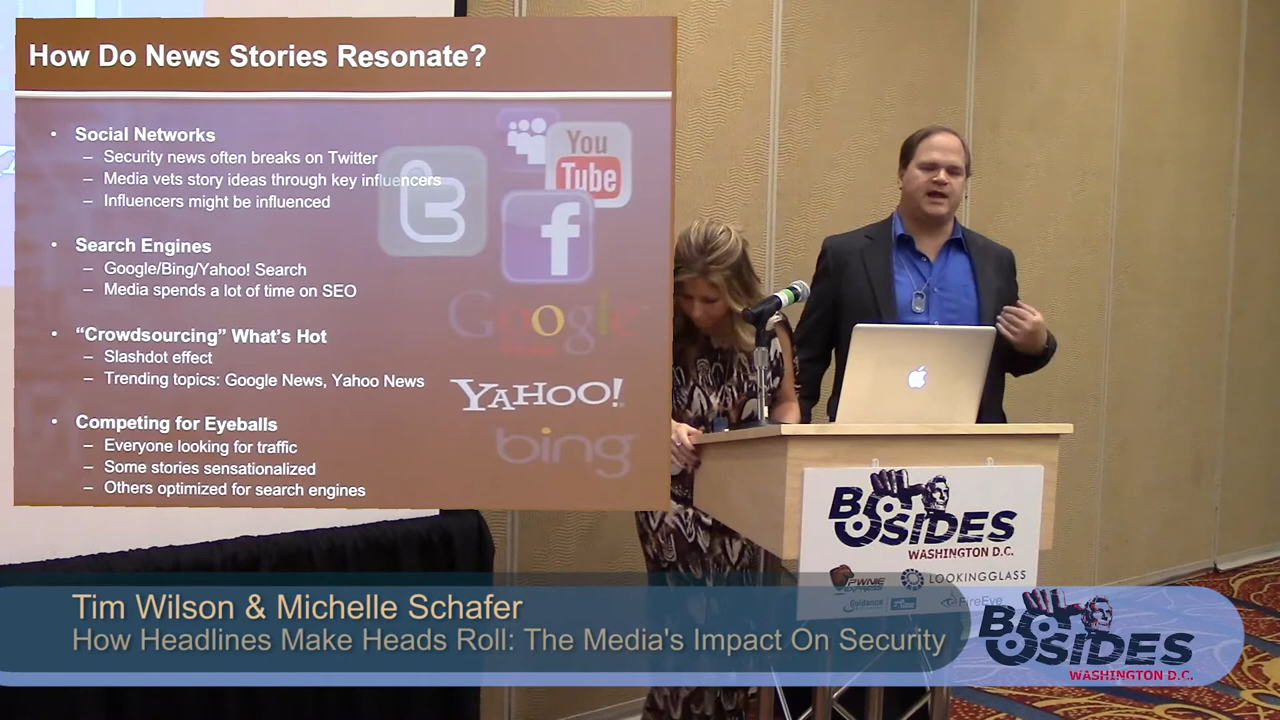 How Do News Stories Resonate?
• Social Networks
– Security news often breaks on Twitter
– Media vets story ideas through key influencers
– Influencers might be influenced
• Search Engines
– Google/Bing/Yahoo! Search
– Media spends a lot of time on SEO
• “Crowdsourcing” What’s Hot
– Slashdot effect
– Trending topics: Google News, Yahoo News
• Competing for Eyeballs
– Everyone looking for traffic
– Some stories sensationalized
– Others optimized for search engines
You
Tube
t
f
Google
YAHOO!
bing
BSIDES
WASHINGTON D.C.
PWNIE
EXPRESS
LOOKINGGLASS
Guidance
FireEye
Tim Wilson & Michelle Schafer
How Headlines Make Heads Roll: The Media's Impact On Security
BSIDES
WASHINGTON D.C.